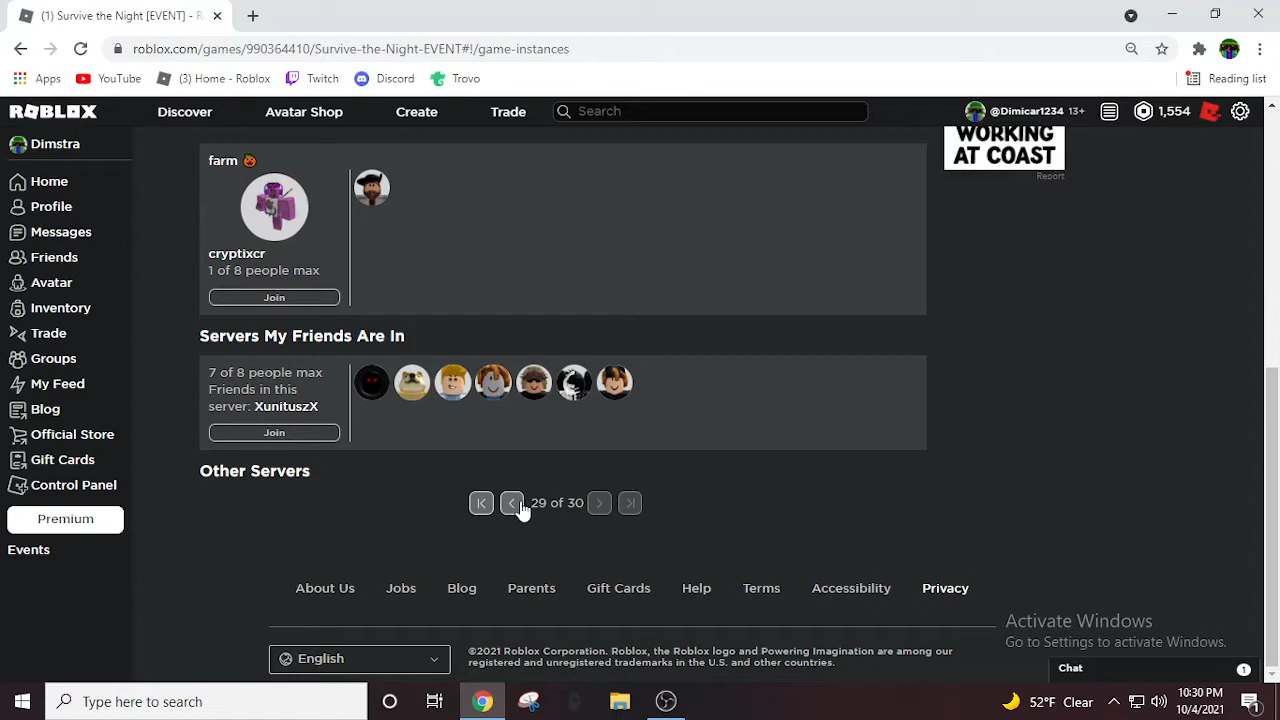 (1) Survive the Night [EVENT] - R
roblox.com/games/990364410/Survive-the-Night-EVENT#!/game-instances
Apps YouTube (3) Home - Roblox Twitch Discord Trovo Reading list
ROBLOX Discover Avatar Shop Create Trade Search @Dimicar1234 13+ 1,554
Dimstra
Home
Profile
Messages
Friends
Avatar
Inventory
Trade
Groups
My Feed
Blog
Official Store
Gift Cards
Control Panel
Premium
Events
WORKING
AT COAST
Report
farm 🎃
cryptixcr
1 of 8 people max
Join
Servers My Friends Are In
7 of 8 people max
Friends in this
server: XunituszX
Join
Other Servers
29 of 30
About Us Jobs Blog Parents Gift Cards Help Terms Accessibility Privacy
English
©2021 Roblox Corporation. Roblox, the Roblox logo and Powering Imagination are among our
registered and unregistered trademarks in the U.S. and other countries.
Activate Windows
Go to Settings to activate Windows.
Chat 1
Type here to search
52°F Clear
10:30 PM
10/4/2021
1